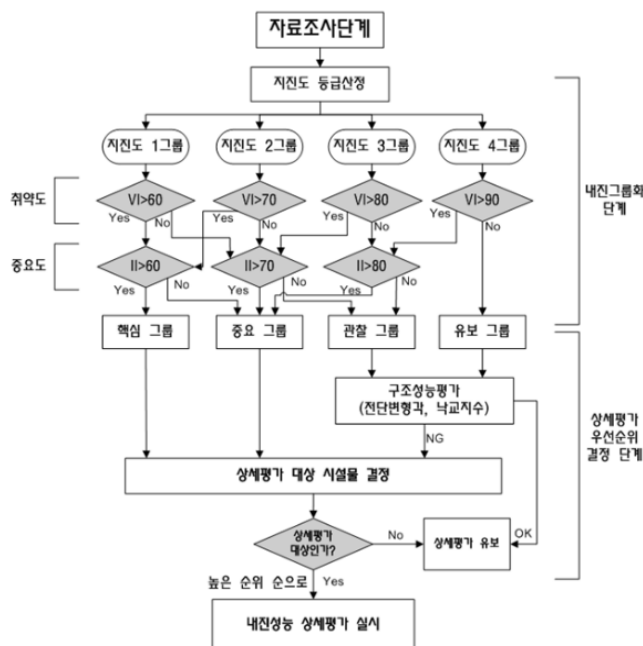 자료조사단계
지진도 등급산정
지진도 1그룹
지진도 2그룹
지진도 3그룹
지진도 4그룹
내진그룹화
단계
취약도
VI>60
VI>70
VI>80
VI>90
Yes
No
Yes
No
Yes
No
Yes
No
중요도
II>60
II>70
II>80
Yes
No
Yes
No
Yes
No
핵심 그룹
중요 그룹
관찰 그룹
유보 그룹
구조성능평가
(전단변형각, 낙교지수)
상세평가
우선순위
결정 단계
NG
상세평가 대상 시설물 결정
상세평가
대상인가?
No
상세평가 유보
OK
높은 순위 순으로
Yes
내진성능 상세평가 실시